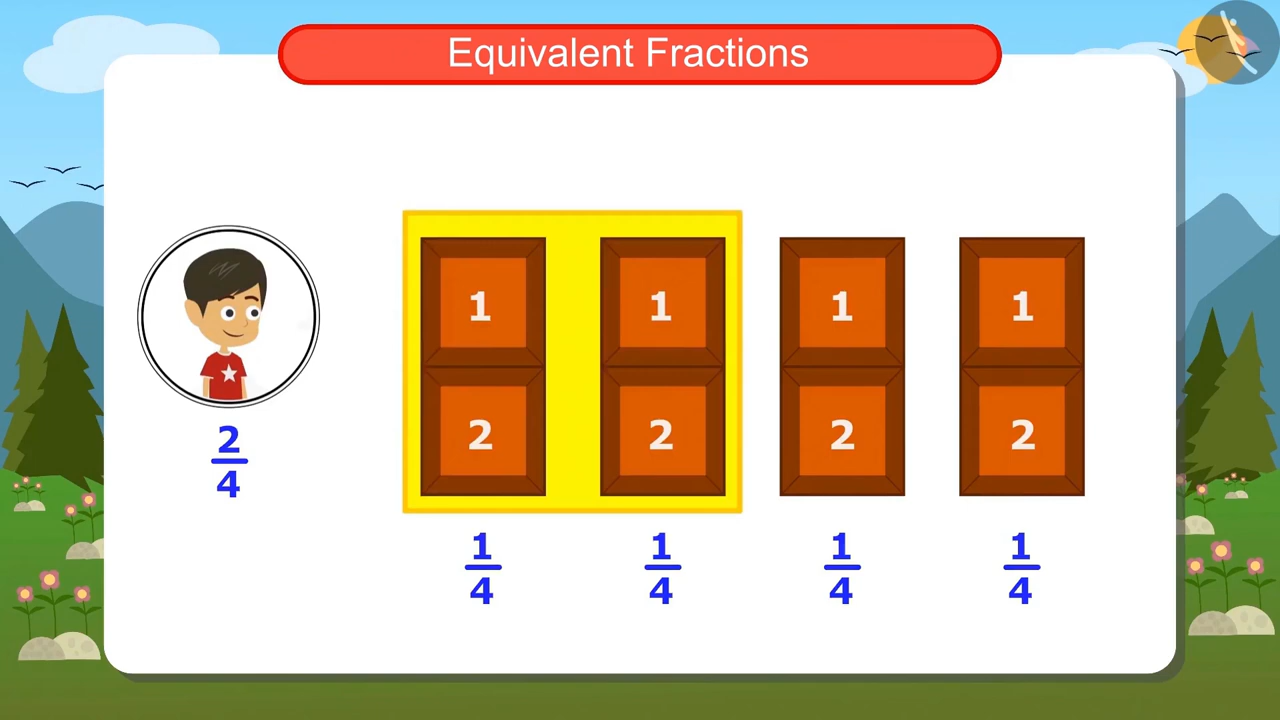 Equivalent Fractions
1 1 1 1
2 2 2 2
2/4
1/4 1/4 1/4 1/4